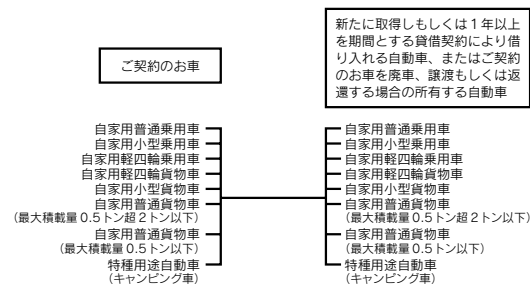 ご契約のお車
新たに取得しもしくは1年以上
を期間とする貸借契約により借
り入れる自動車、またはご契約
のお車を廃車、譲渡もしくは返
還する場合の所有する自動車
自家用普通乗用車
自家用小型乗用車
自家用軽四輪乗用車
自家用軽四輪貨物車
自家用小型貨物車
自家用普通貨物車
(最大積載量0.5トン超2トン以下)
自家用普通貨物車
(最大積載量0.5トン以下)
特種用途自動車
(キャンピング車)
自家用普通乗用車
自家用小型乗用車
自家用軽四輪乗用車
自家用軽四輪貨物車
自家用小型貨物車
自家用普通貨物車
(最大積載量0.5トン超2トン以下)
自家用普通貨物車
(最大積載量0.5トン以下)
特種用途自動車
(キャンピング車)